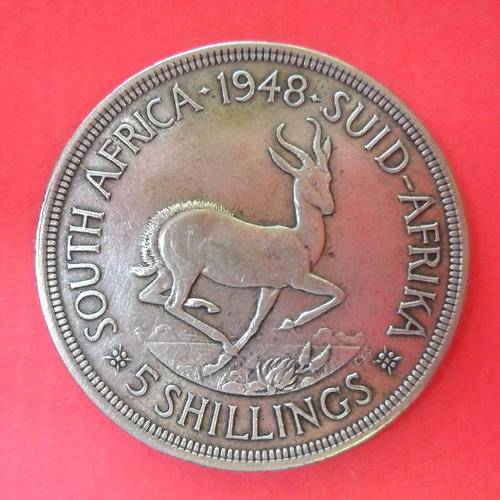 SOUTH AFRICA · 1948 · SUID-AFRIKA
5 SHILLINGS